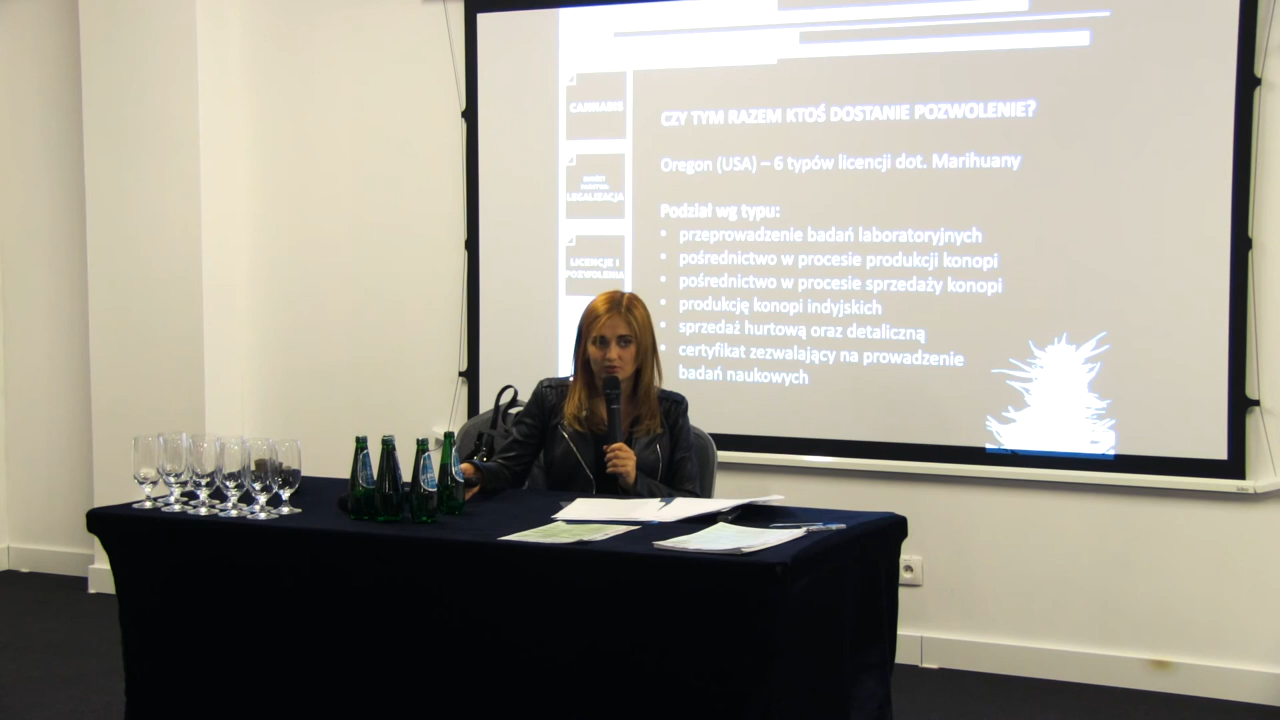 CANNABIS
LEGALIZACJA
LICENCJE I
POZWOLENIA
CZY TYM RAZEM KTOŚ DOSTANIE POZWOLENIE?
Oregon (USA) – 6 typów licencji dot. Marihuany
Podział wg typu:
• przeprowadzenie badań laboratoryjnych
• pośrednictwo w procesie produkcji konopi
• pośrednictwo w procesie sprzedaży konopi
• produkcję konopi indyjskich
• sprzedaż hurtową oraz detaliczną
• certyfikat zezwalający na prowadzenie
badań naukowych